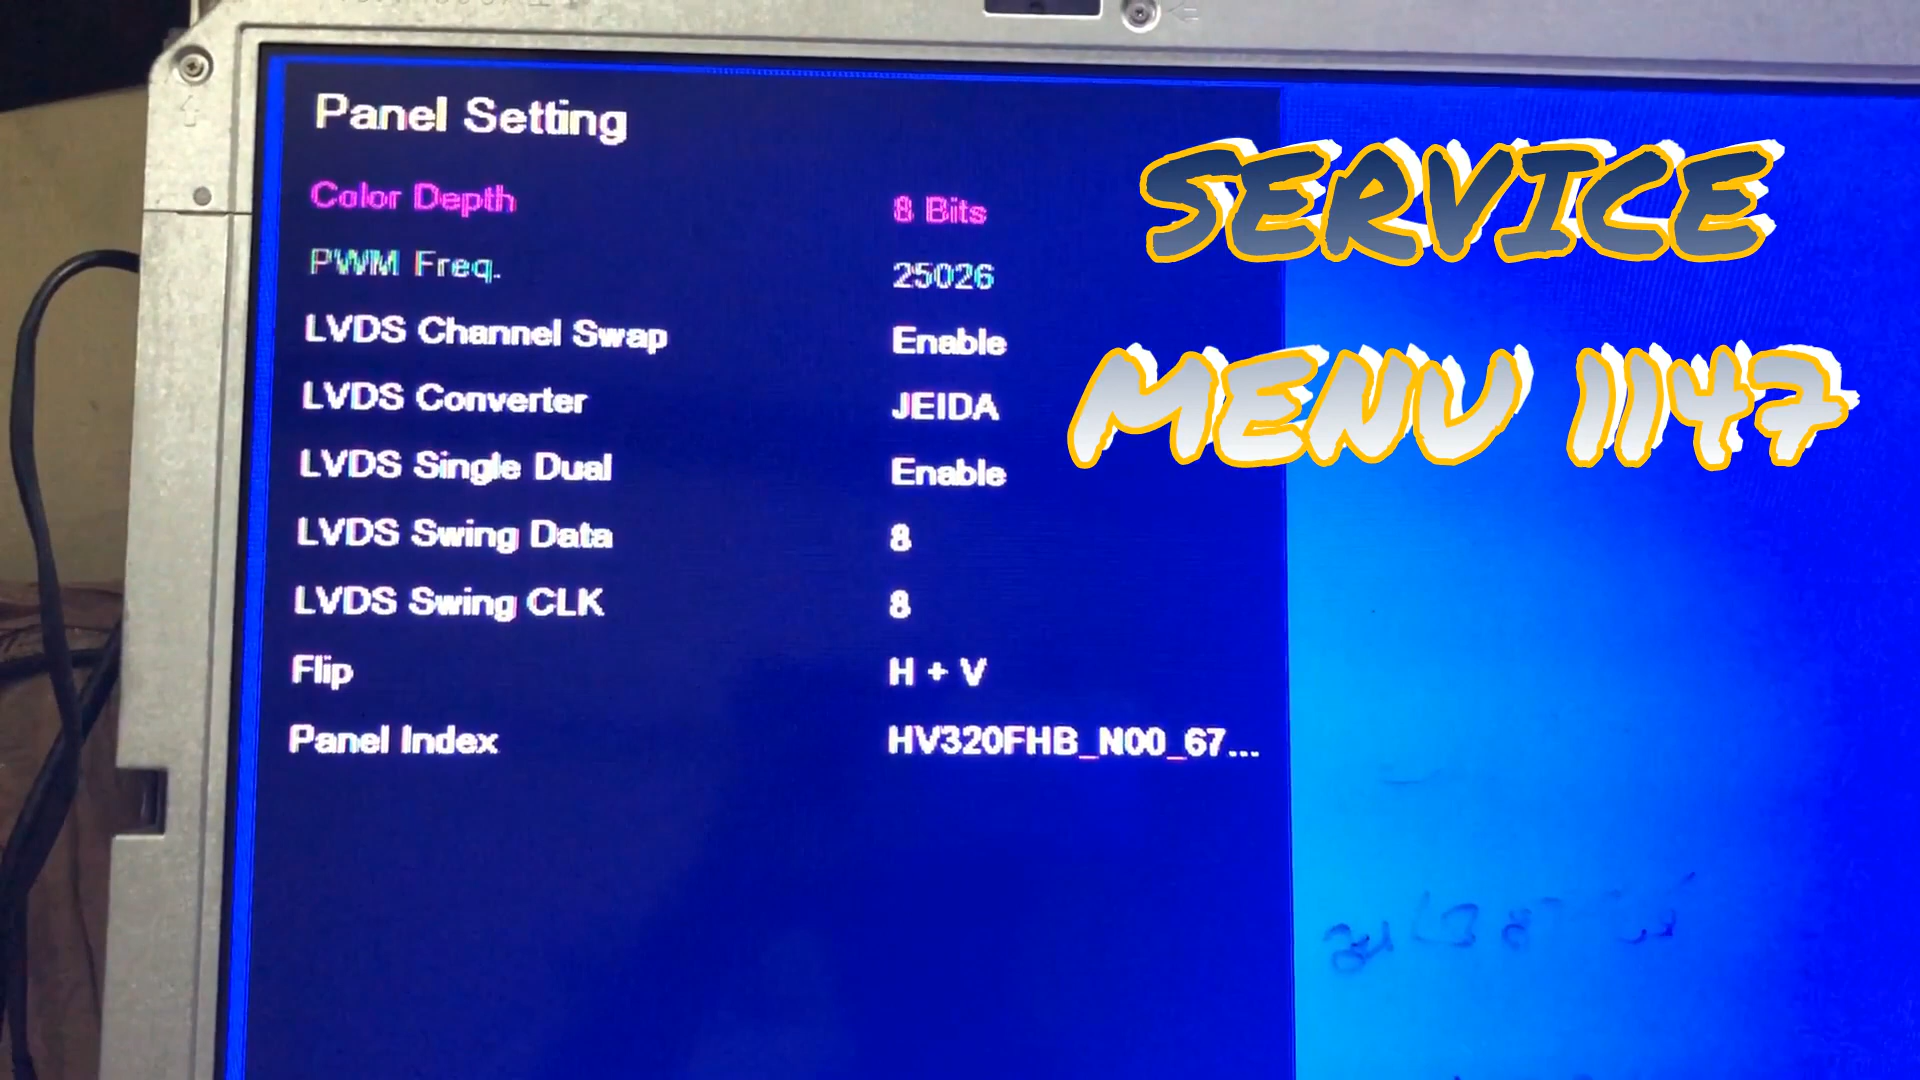 Panel Setting
Color Depth 8 Bits
PWM Freq. 25026
LVDS Channel Swap Enable
LVDS Converter JEIDA
LVDS Single Dual Enable
LVDS Swing Data 8
LVDS Swing CLK 8
Flip H + V
Panel Index HV320FHB_N00_67...
SERVICE
MENU 1147